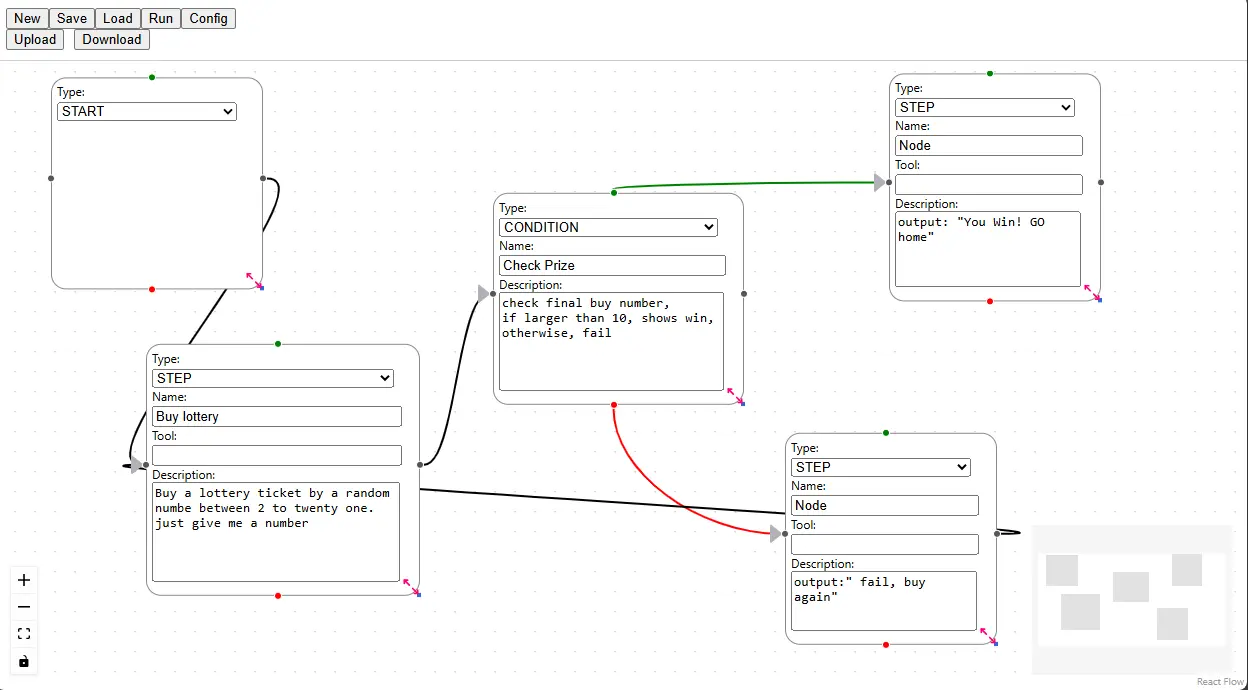 New Save Load Run Config
Upload Download
Type:
START
Type:
STEP
Name:
Node
Tool:
Description:
output: "You Win! GO
home"
Type:
CONDITION
Name:
Check Prize
Description:
check final buy number,
if larger than 10, shows win,
otherwise, fail
Type:
STEP
Name:
Buy lottery
Tool:
Description:
Buy a lottery ticket by a random
numbe between 2 to twenty one.
just give me a number
Type:
STEP
Name:
Node
Tool:
Description:
output:" fail, buy
again"
React Flow